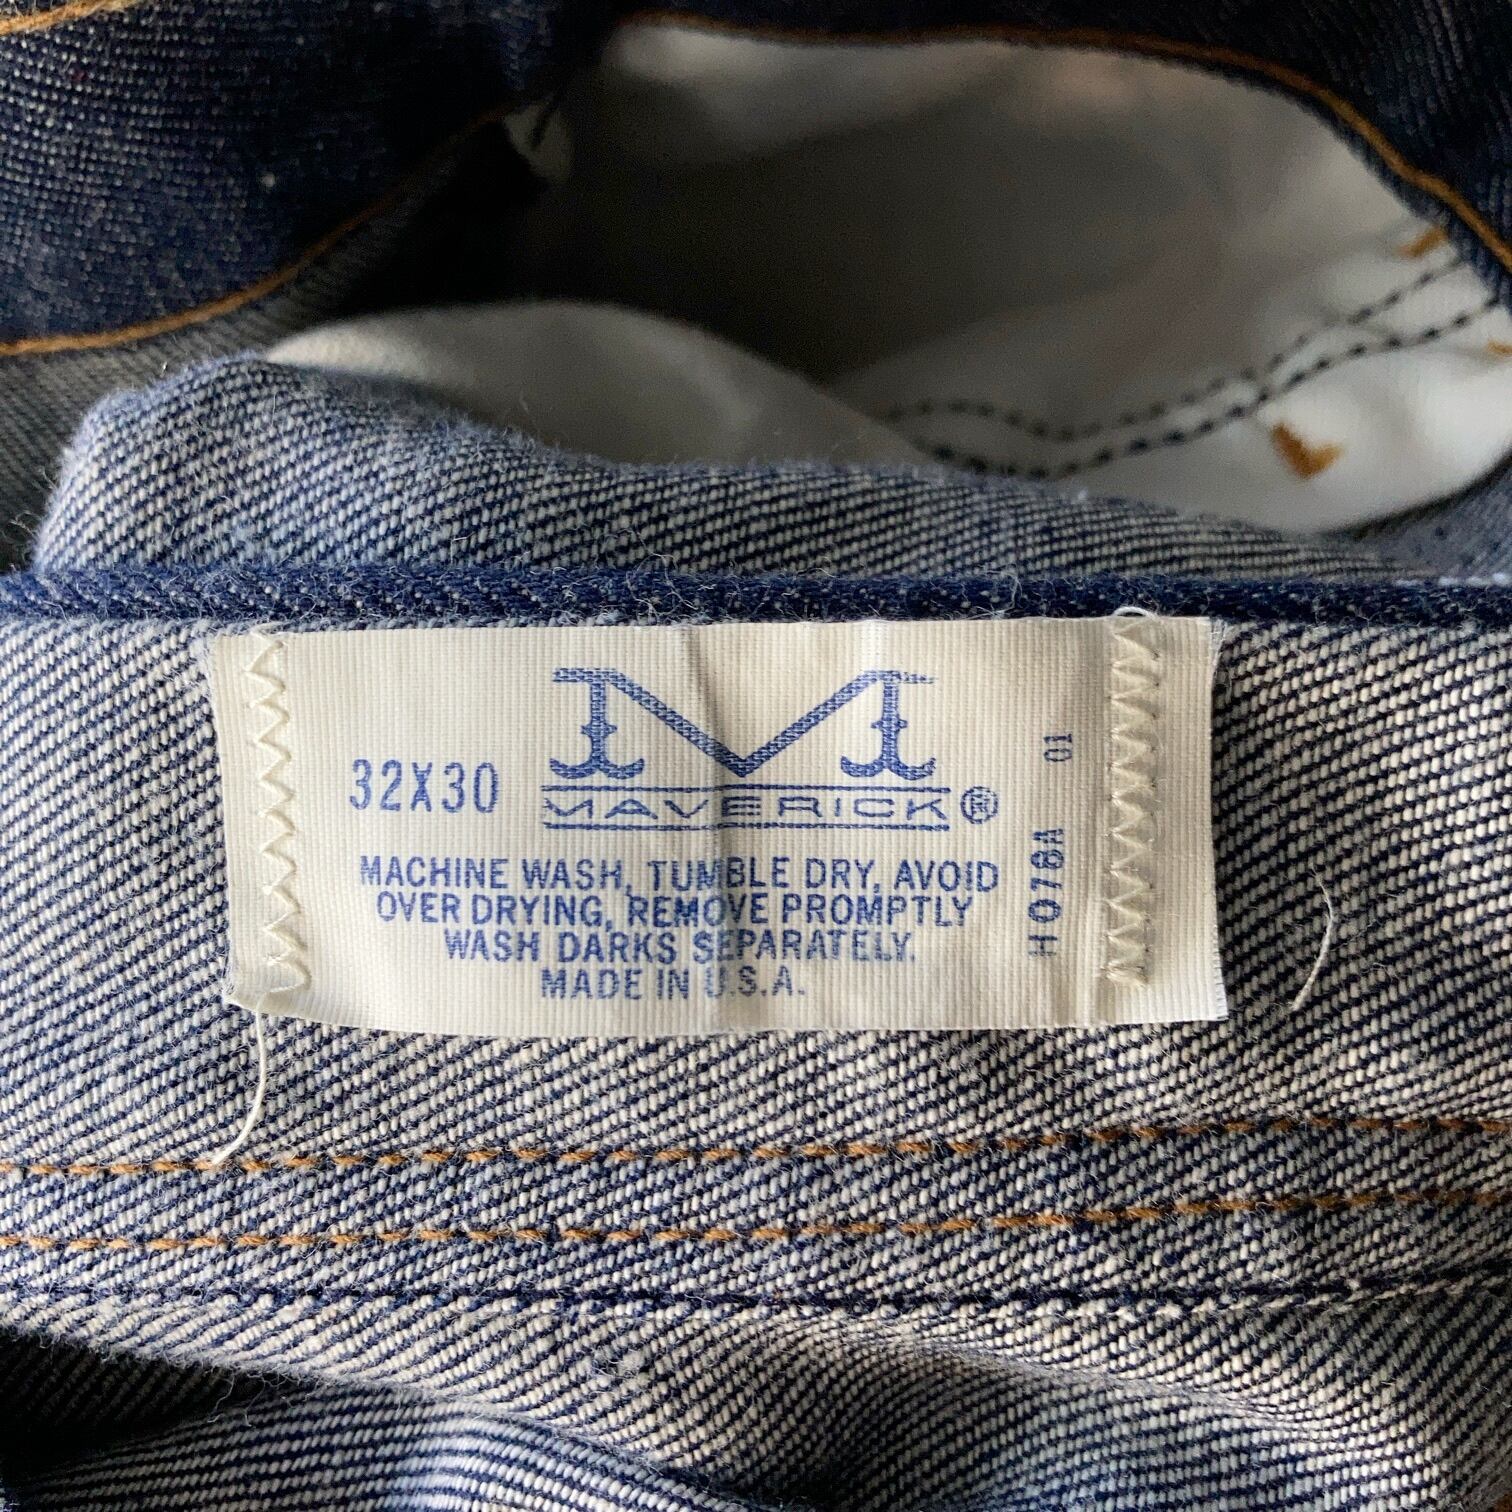 M
32X30
MAVERICK®
MACHINE WASH, TUMBLE DRY, AVOID
OVER DRYING, REMOVE PROMPTLY
WASH DARKS SEPARATELY.
MADE IN U.S.A.
H078A 01